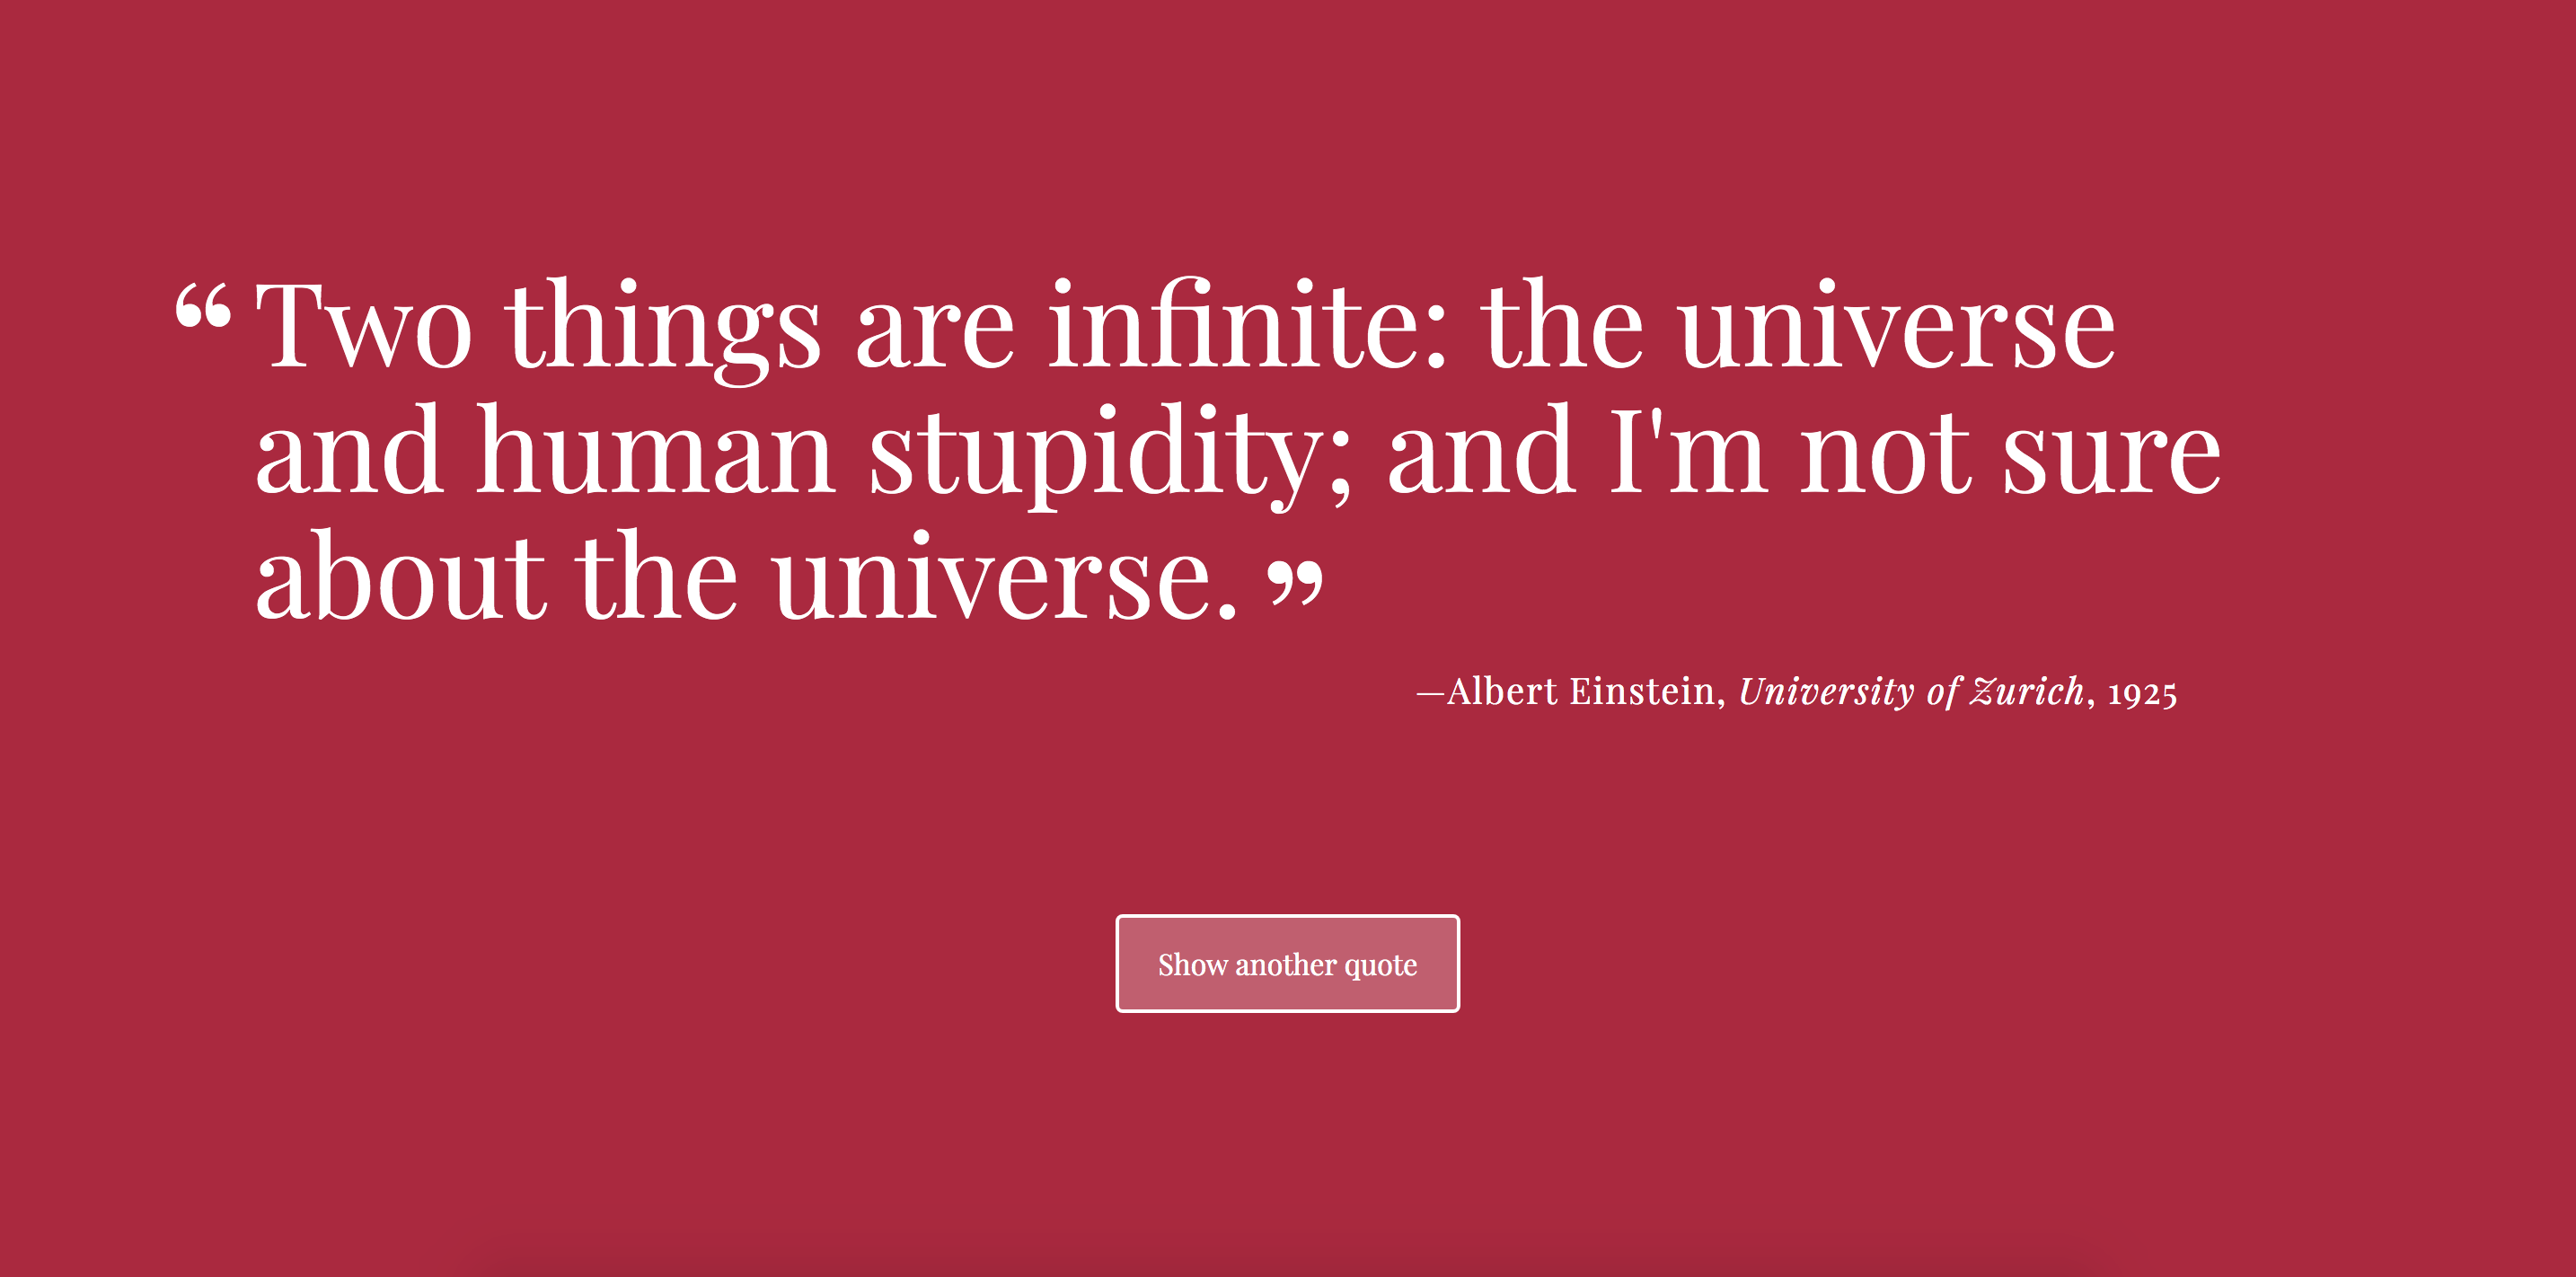 “Two things are infinite: the universe
and human stupidity; and I'm not sure
about the universe.”
—Albert Einstein, University of Zurich, 1925
Show another quote